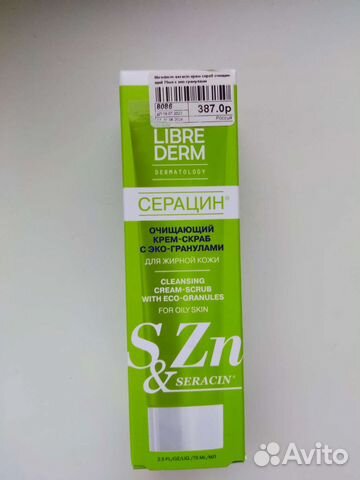 387.0р
LIBRE
DERM
DERMATOLOGY
СЕРАЦИН®
ОЧИЩАЮЩИЙ
КРЕМ-СКРАБ
С ЭКО-ГРАНУЛАМИ
ДЛЯ ЖИРНОЙ КОЖИ
CLEANSING
CREAM-SCRUB
WITH ECO-GRANULES
FOR OILY SKIN
S Zn
& SERACIN®
Avito